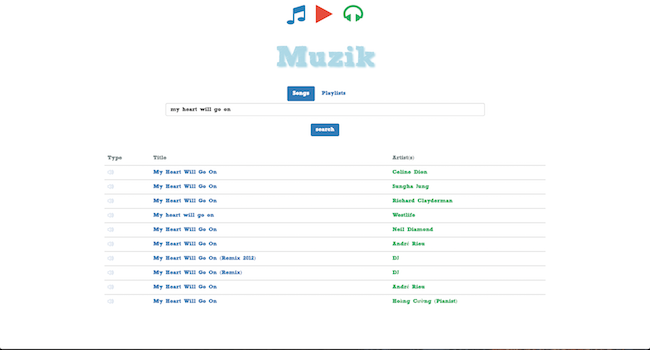 Muzik
Songs Playlists
my heart will go on
search
Type Title Artist(s)
My Heart Will Go On Celine Dion
My Heart Will Go On Sungha Jung
My Heart Will Go On Richard Clayderman
My heart will go on Westlife
My Heart Will Go On Neil Diamond
My Heart Will Go On André Rieu
My Heart Will Go On (Remix 2012) DJ
My Heart Will Go On (Remix) DJ
My Heart Will Go On André Rieu
My Heart Will Go On Hoàng Cường (Pianist)